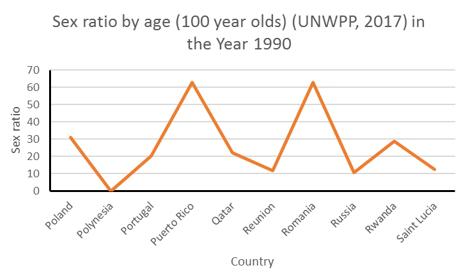 Sex ratio by age (100 year olds) (UNWPP, 2017) in
the Year 1990
70
60
50
40
30
20
10
0
Sex ratio
Poland
Polynesia
Portugal
Puerto Rico
Qatar
Reunion
Romania
Russia
Rwanda
Saint Lucia
Country